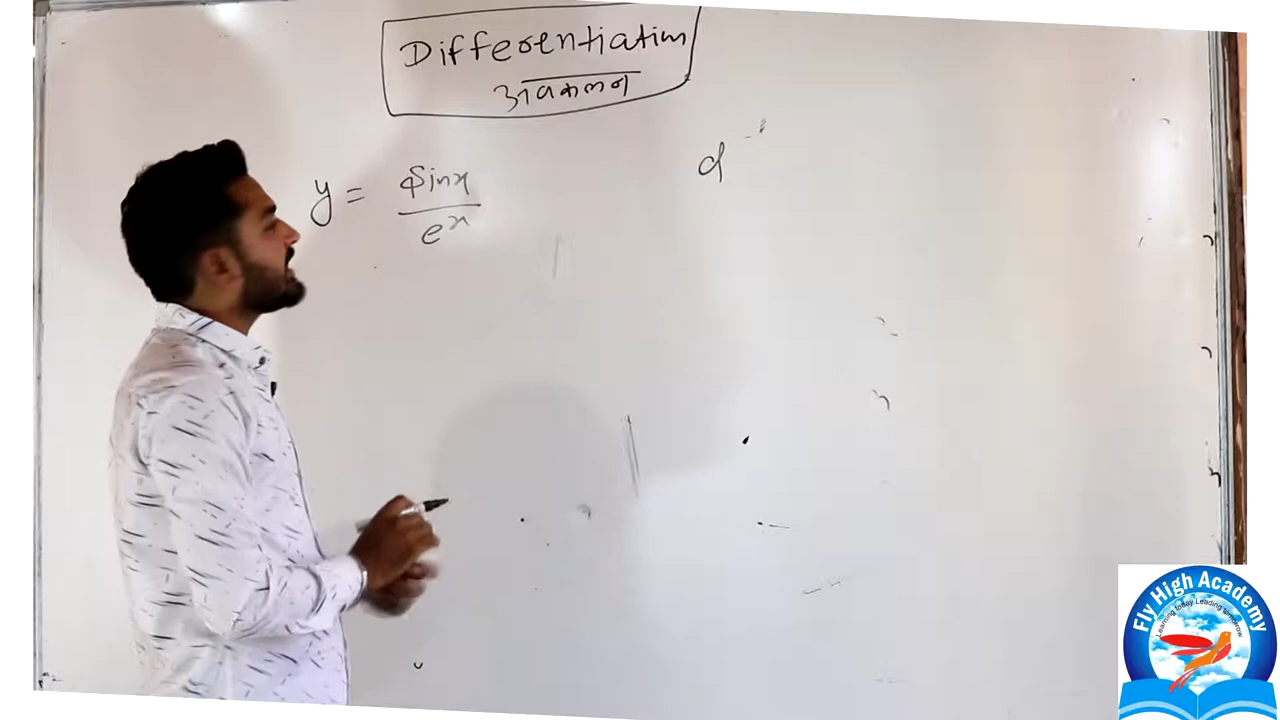 Differentiation
अवकलन
y = sinx / e^x
d
Fly High Academy
Learning today Leading tomorrow